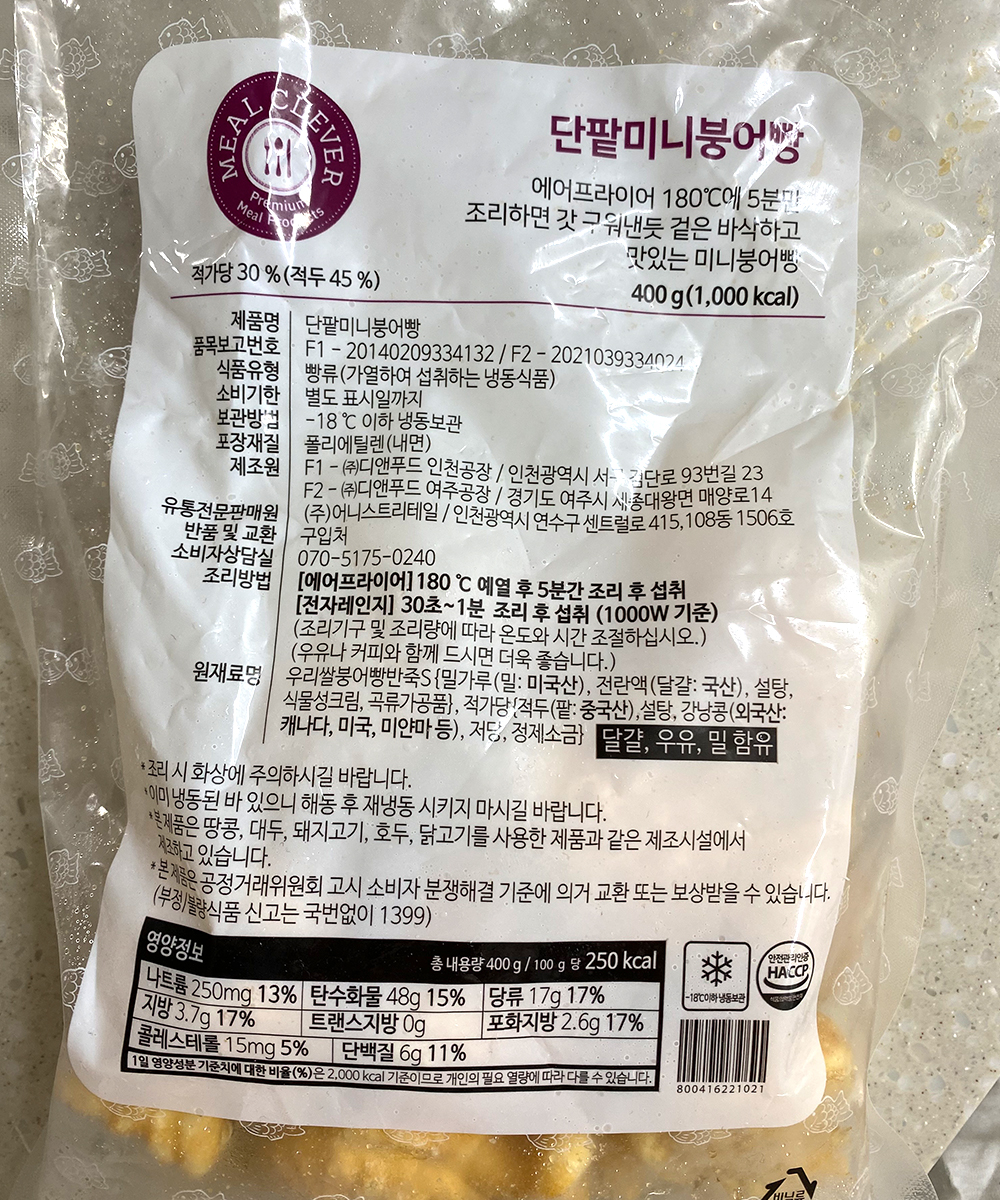 MEAL CLEVER
Premium
Meal Products
단팥미니붕어빵
에어프라이어 180℃에 5분만
조리하면 갓 구워낸듯 겉은 바삭하고
맛있는 미니붕어빵
적가당 30 % (적두 45 %)
400 g(1,000 kcal)
제품명 단팥미니붕어빵
품목보고번호 F1 - 20140209334132 / F2 - 2021039334024
식품유형 빵류(가열하여 섭취하는 냉동식품)
소비기한 별도 표시일까지
보관방법 -18 ℃ 이하 냉동보관
포장재질 폴리에틸렌(내면)
제조원 F1 - ㈜디앤푸드 인천공장 / 인천광역시 서구 검단로 93번길 23
F2 - ㈜디앤푸드 여주공장 / 경기도 여주시 세종대왕면 매양로14
유통전문판매원 (주)어니스트리테일 / 인천광역시 연수구 센트럴로 415,108동 1506호
반품 및 교환 구입처
소비자상담실 070-5175-0240
조리방법 [에어프라이어] 180 ℃ 예열 후 5분간 조리 후 섭취
[전자레인지] 30초~1분 조리 후 섭취 (1000W 기준)
(조리기구 및 조리량에 따라 온도와 시간 조절하십시오.)
(우유나 커피와 함께 드시면 더욱 좋습니다.)
원재료명 우리쌀붕어빵반죽S{밀가루(밀: 미국산), 전란액(달걀: 국산), 설탕,
식물성크림, 곡류가공품}, 적가당{적두(팥: 중국산),설탕, 강낭콩(외국산:
캐나다, 미국, 미얀마 등), 저당, 정제소금} 달걀, 우유, 밀 함유
* 조리 시 화상에 주의하시길 바랍니다.
* 이미 냉동된 바 있으니 해동 후 재냉동 시키지 마시길 바랍니다.
* 본 제품은 땅콩, 대두, 돼지고기, 호두, 닭고기를 사용한 제품과 같은 제조시설에서
제조하고 있습니다.
* 본 제품은 공정거래위원회 고시 소비자 분쟁해결 기준에 의거 교환 또는 보상받을 수 있습니다.
(부정/불량식품 신고는 국번없이 1399)
영양정보 총 내용량 400 g / 100 g 당 250 kcal
나트륨 250mg 13% 탄수화물 48g 15% 당류 17g 17%
지방 3.7g 17% 트랜스지방 0g 포화지방 2.6g 17%
콜레스테롤 15mg 5% 단백질 6g 11%
1일 영양성분 기준치에 대한 비율(%)은 2,000 kcal 기준이므로 개인의 필요 열량에 따라 다를 수 있습니다.
-18℃이하 냉동보관
안전관리인증
HACCP
800416221021
비닐류